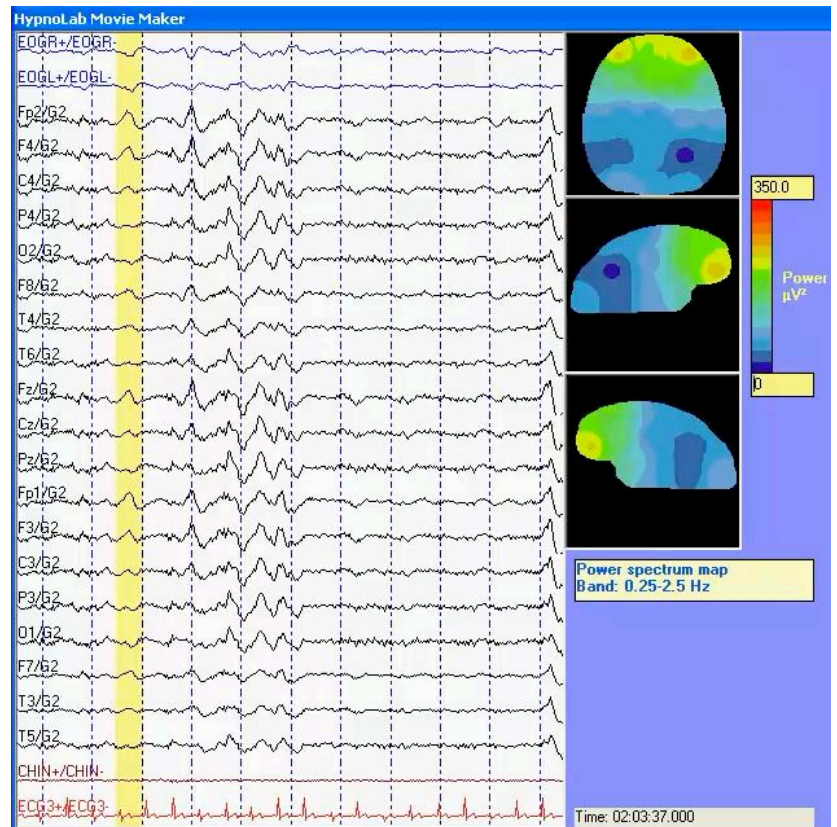 HypnoLab Movie Maker
EOGR+/EOGR-
EOGL+/EOGL-
Fp2/G2
F4/G2
C4/G2
P4/G2
O2/G2
F8/G2
T4/G2
T6/G2
Fz/G2
Cz/G2
Pz/G2
Fp1/G2
F3/G2
C3/G2
P3/G2
O1/G2
F7/G2
T3/G2
T5/G2
CHIN+/CHIN-
ECG3+/ECG3-
350.0
Power
µV²
0
Power spectrum map
Band: 0.25-2.5 Hz
Time: 02:03:37.000